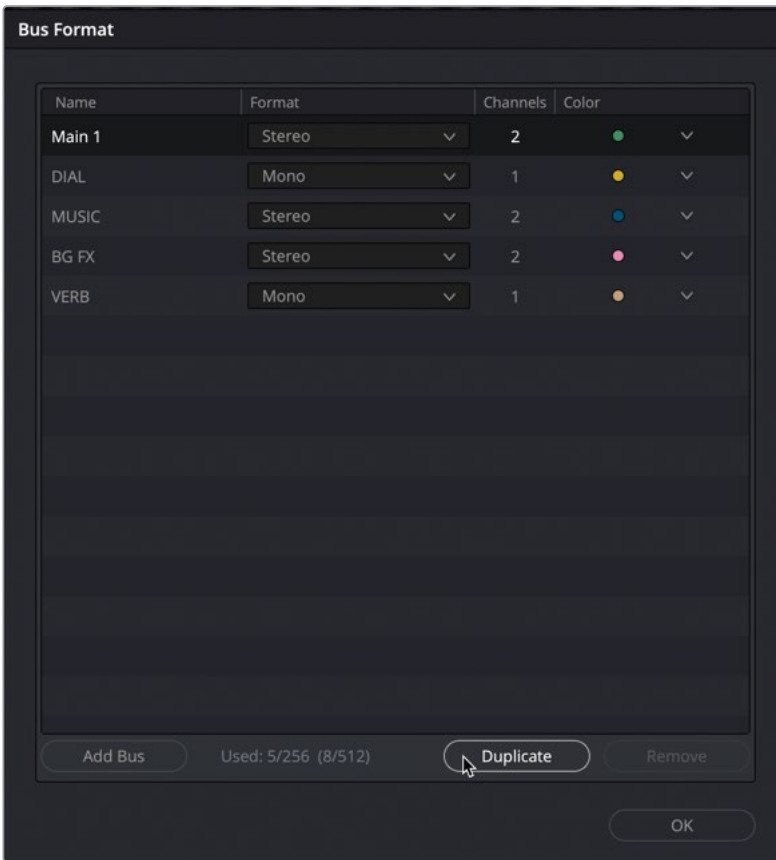 Bus Format
Name Format Channels Color
Main 1 Stereo 2
DIAL Mono 1
MUSIC Stereo 2
BG FX Stereo 2
VERB Mono 1
Add Bus Used: 5/256 (8/512) Duplicate Remove
OK